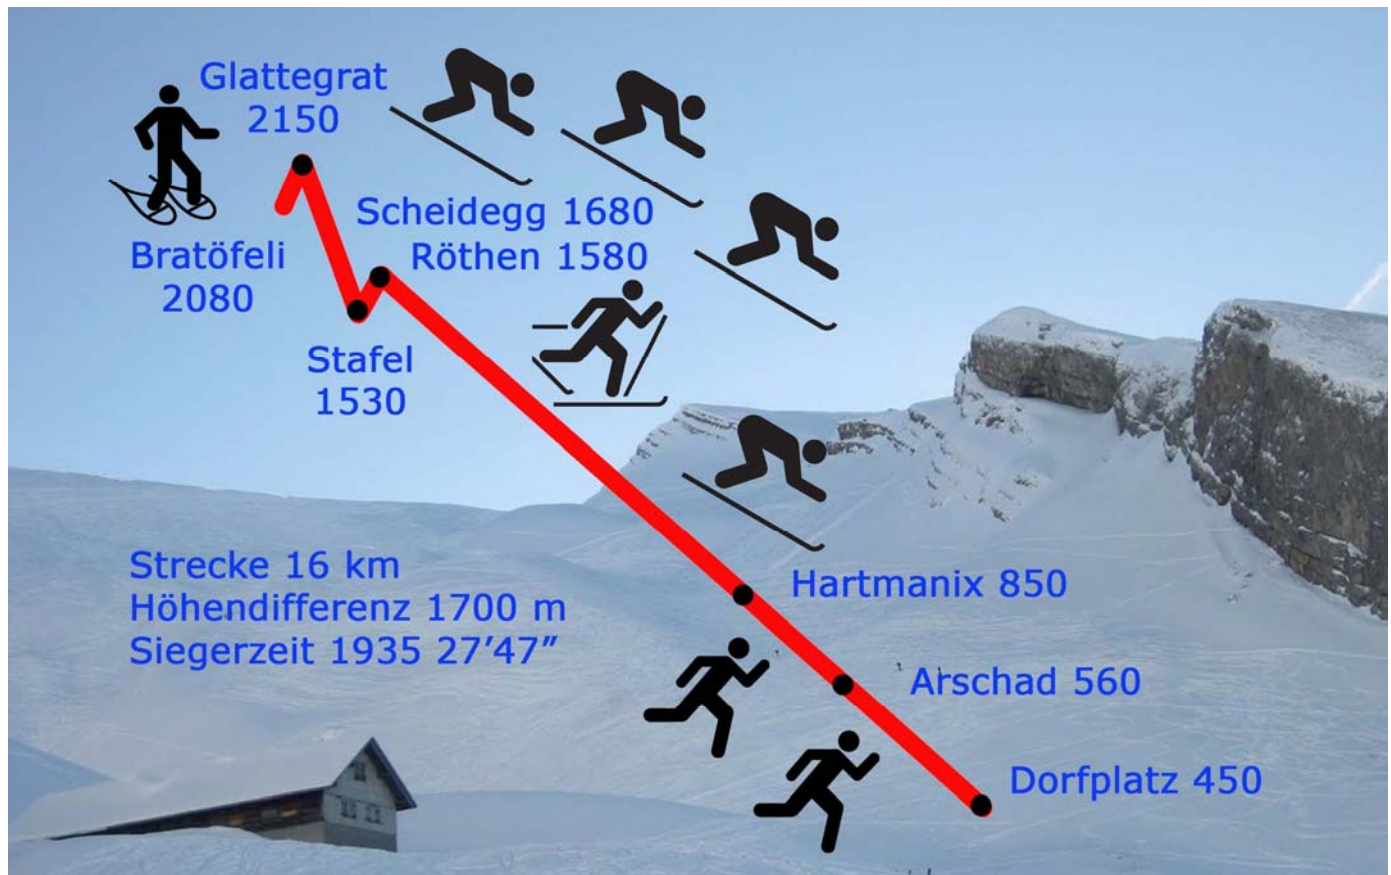 Glattegrat
2150
Scheidegg 1680
Röthen 1580
Bratöfeli
2080
Stafel
1530
Strecke 16 km
Höhendifferenz 1700 m
Siegerzeit 1935 27’47”
Hartmanix 850
Arschad 560
Dorfplatz 450